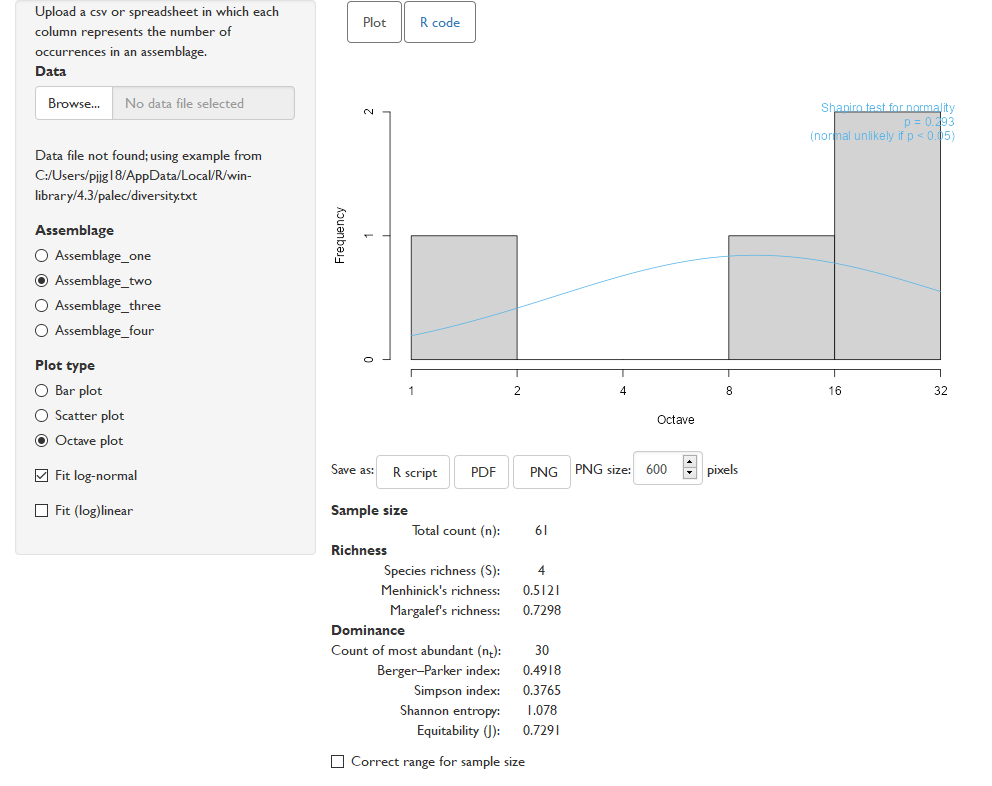 Upload a csv or spreadsheet in which each
column represents the number of
occurrences in an assemblage.
Data
Browse... No data file selected
Data file not found; using example from
C:/Users/pjjg18/AppData/Local/R/win-
library/4.3/palec/diversity.txt
Assemblage
Assemblage_one
Assemblage_two
Assemblage_three
Assemblage_four
Plot type
Bar plot
Scatter plot
Octave plot
Fit log-normal
Fit (log)linear
Plot R code
Shapiro test for normality
p = 0.293
(normal unlikely if p < 0.05)
2
1
0
Frequency
1 2 4 8 16 32
Octave
Save as: R script PDF PNG PNG size: 600 pixels
Sample size
Total count (n): 61
Richness
Species richness (S): 4
Menhinick's richness: 0.5121
Margalef's richness: 0.7298
Dominance
Count of most abundant (nt): 30
Berger–Parker index: 0.4918
Simpson index: 0.3765
Shannon entropy: 1.078
Equitability (J): 0.7291
Correct range for sample size